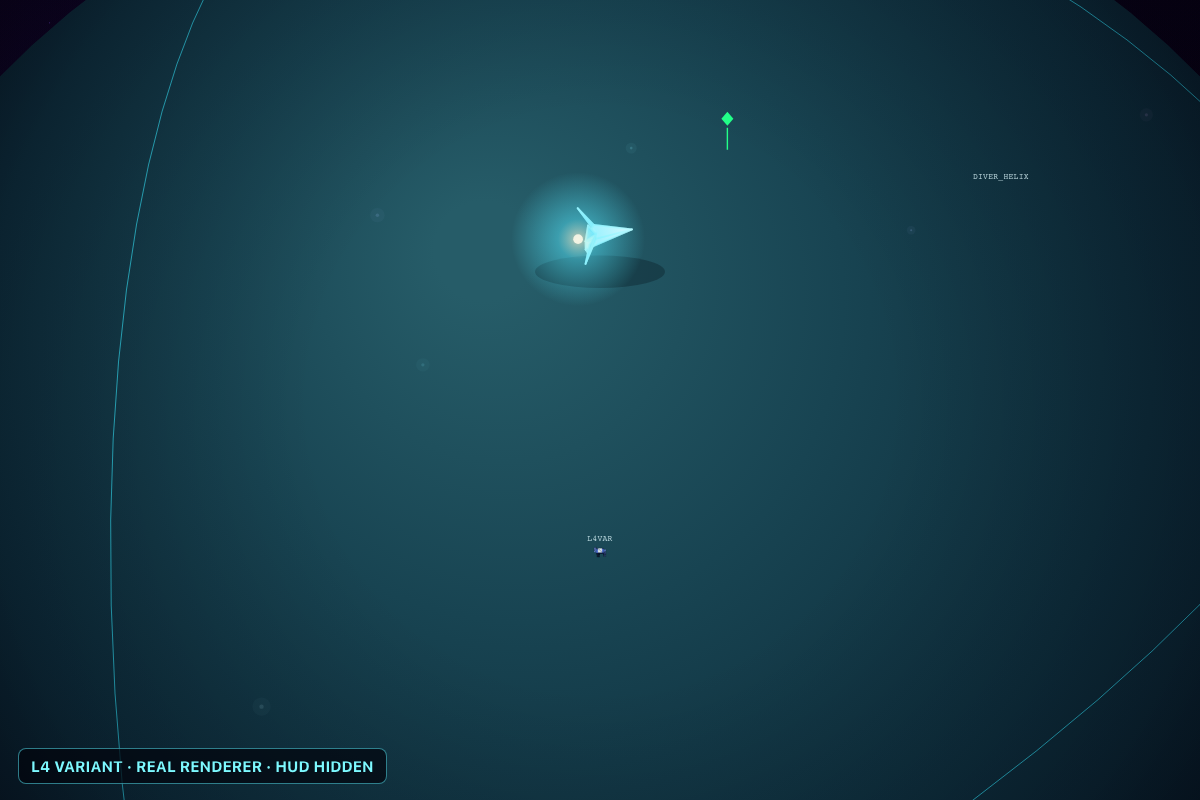 DIVER_HELIX
L4VAR
L4 VARIANT · REAL RENDERER · HUD HIDDEN